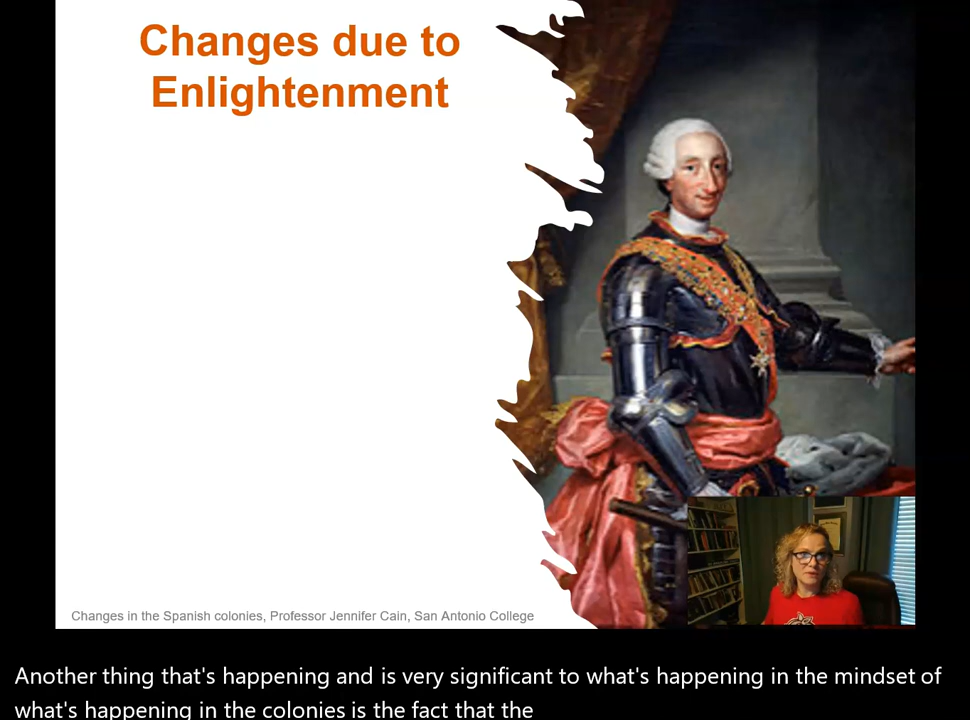 Changes due to
Enlightenment
Changes in the Spanish colonies, Professor Jennifer Cain, San Antonio College
Another thing that's happening and is very significant to what's happening in the mindset of
what's happening in the colonies is the fact that the